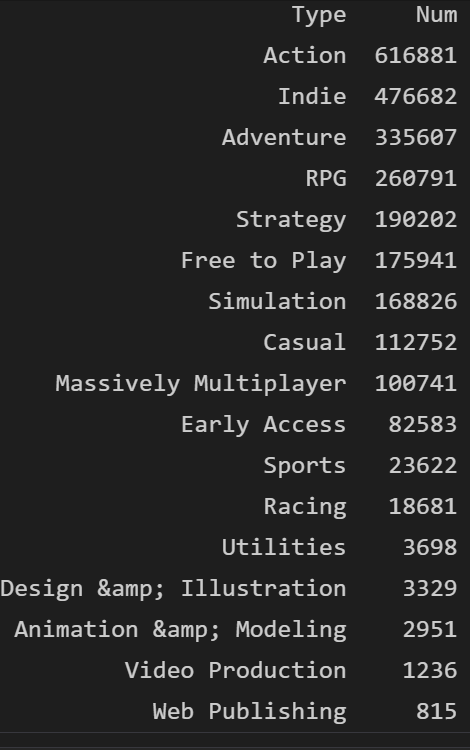 Type Num
Action 616881
Indie 476682
Adventure 335607
RPG 260791
Strategy 190202
Free to Play 175941
Simulation 168826
Casual 112752
Massively Multiplayer 100741
Early Access 82583
Sports 23622
Racing 18681
Utilities 3698
Design &amp; Illustration 3329
Animation &amp; Modeling 2951
Video Production 1236
Web Publishing 815